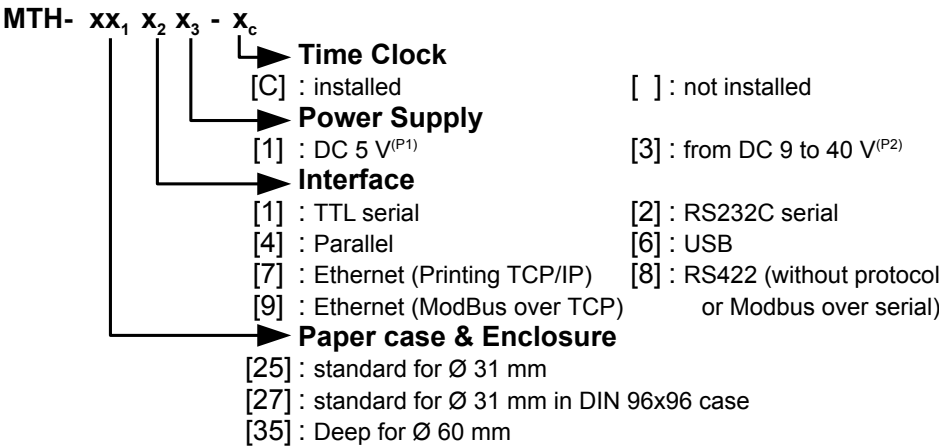 MTH- xx1 x2 x3 - xc
Time Clock
[C] : installed [ ] : not installed
Power Supply
[1] : DC 5 V(P1) [3] : from DC 9 to 40 V(P2)
Interface
[1] : TTL serial [2] : RS232C serial
[4] : Parallel [6] : USB
[7] : Ethernet (Printing TCP/IP) [8] : RS422 (without protocol
[9] : Ethernet (ModBus over TCP) or Modbus over serial)
Paper case & Enclosure
[25] : standard for Ø 31 mm
[27] : standard for Ø 31 mm in DIN 96x96 case
[35] : Deep for Ø 60 mm